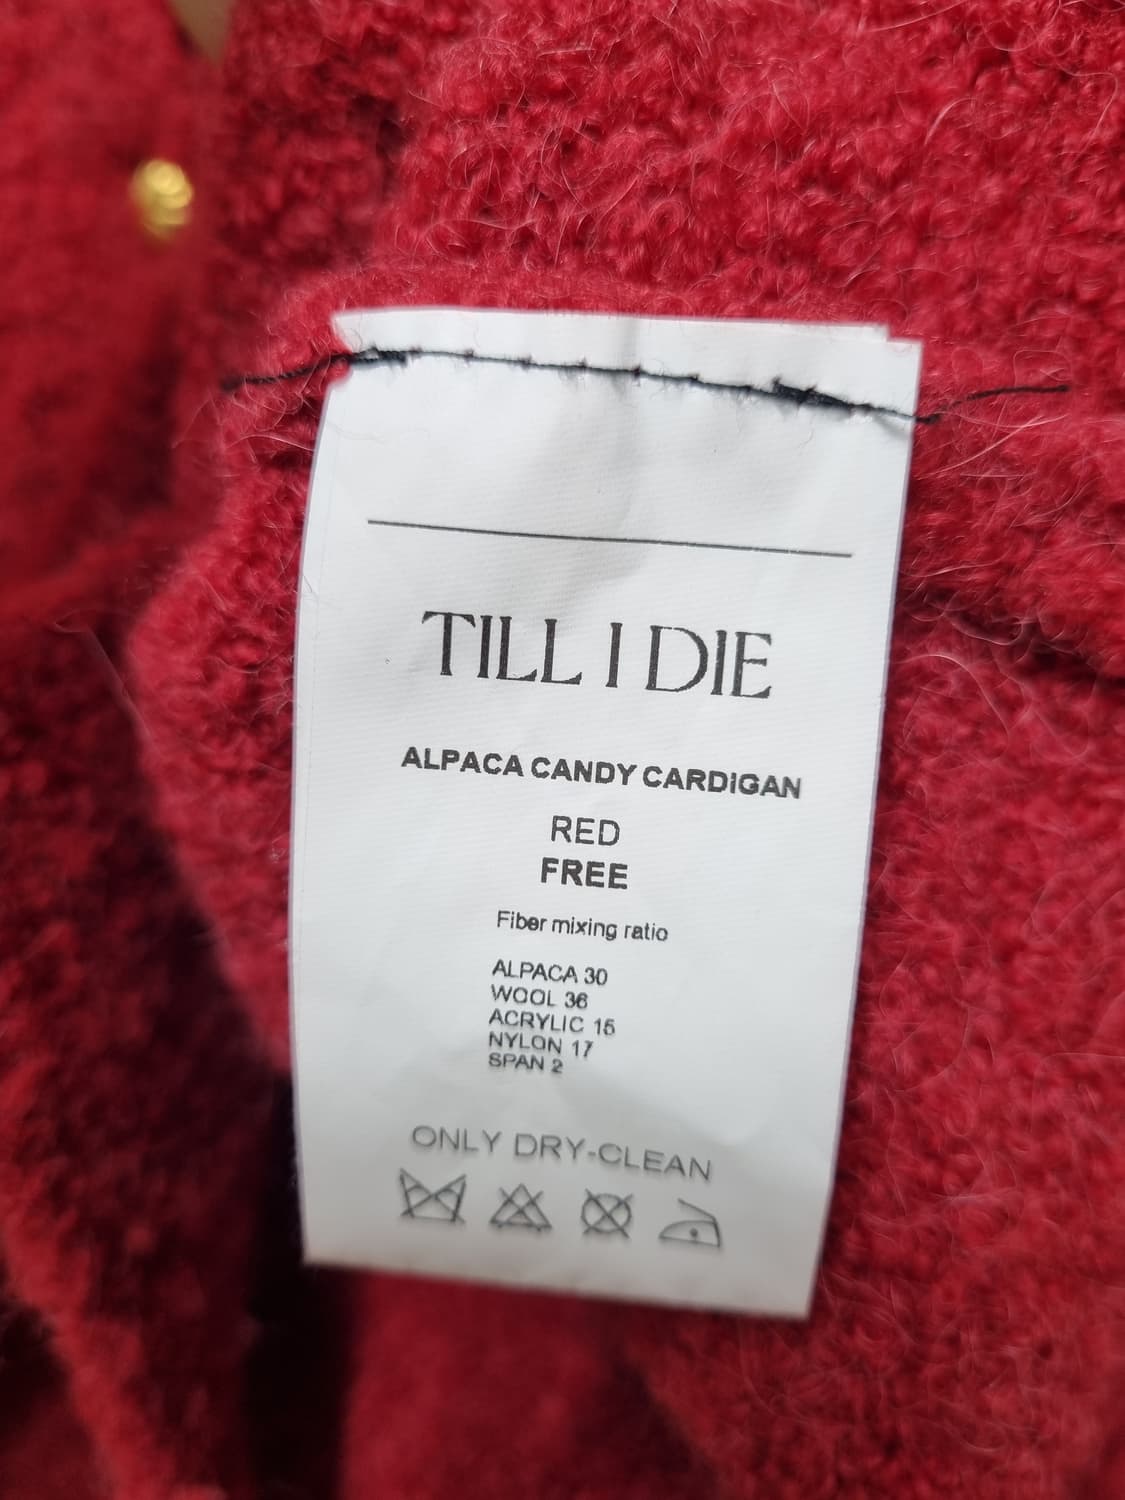 TILL I DIE
ALPACA CANDY CARDIGAN
RED
FREE
Fiber mixing ratio
ALPACA 30
WOOL 36
ACRYLIC 15
NYLON 17
SPAN 2
ONLY DRY-CLEAN